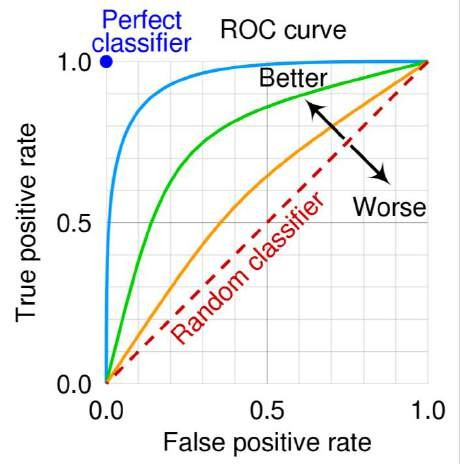 Perfect
classifier
ROC curve
1.0
Better
True positive rate
0.5
Worse
Random classifier
0.0
0.0
0.5
1.0
False positive rate